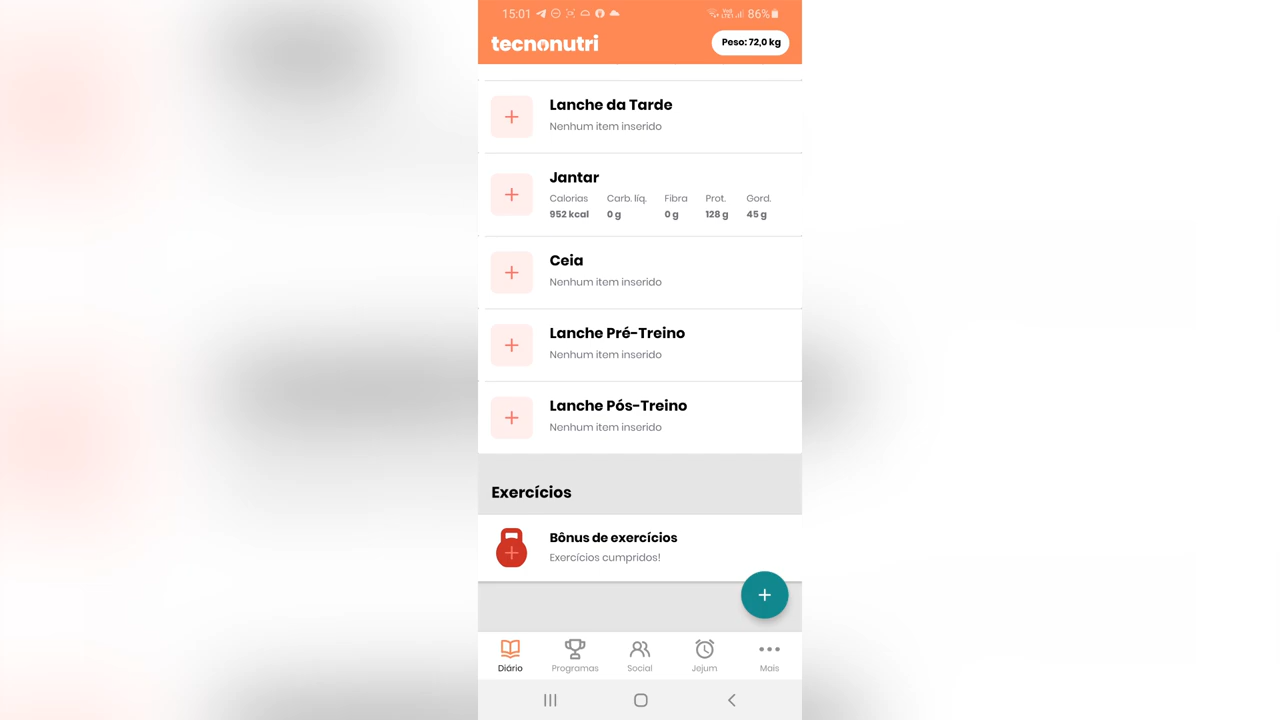 15:01 86%
tecnonutri Peso: 72,0 kg
Lanche da Tarde
Nenhum item inserido
Jantar
Calorias Carb. líq. Fibra Prot. Gord.
952 kcal 0 g 0 g 128 g 45 g
Ceia
Nenhum item inserido
Lanche Pré-Treino
Nenhum item inserido
Lanche Pós-Treino
Nenhum item inserido
Exercícios
Bônus de exercícios
Exercícios cumpridos!
Diário Programas Social Jejum Mais